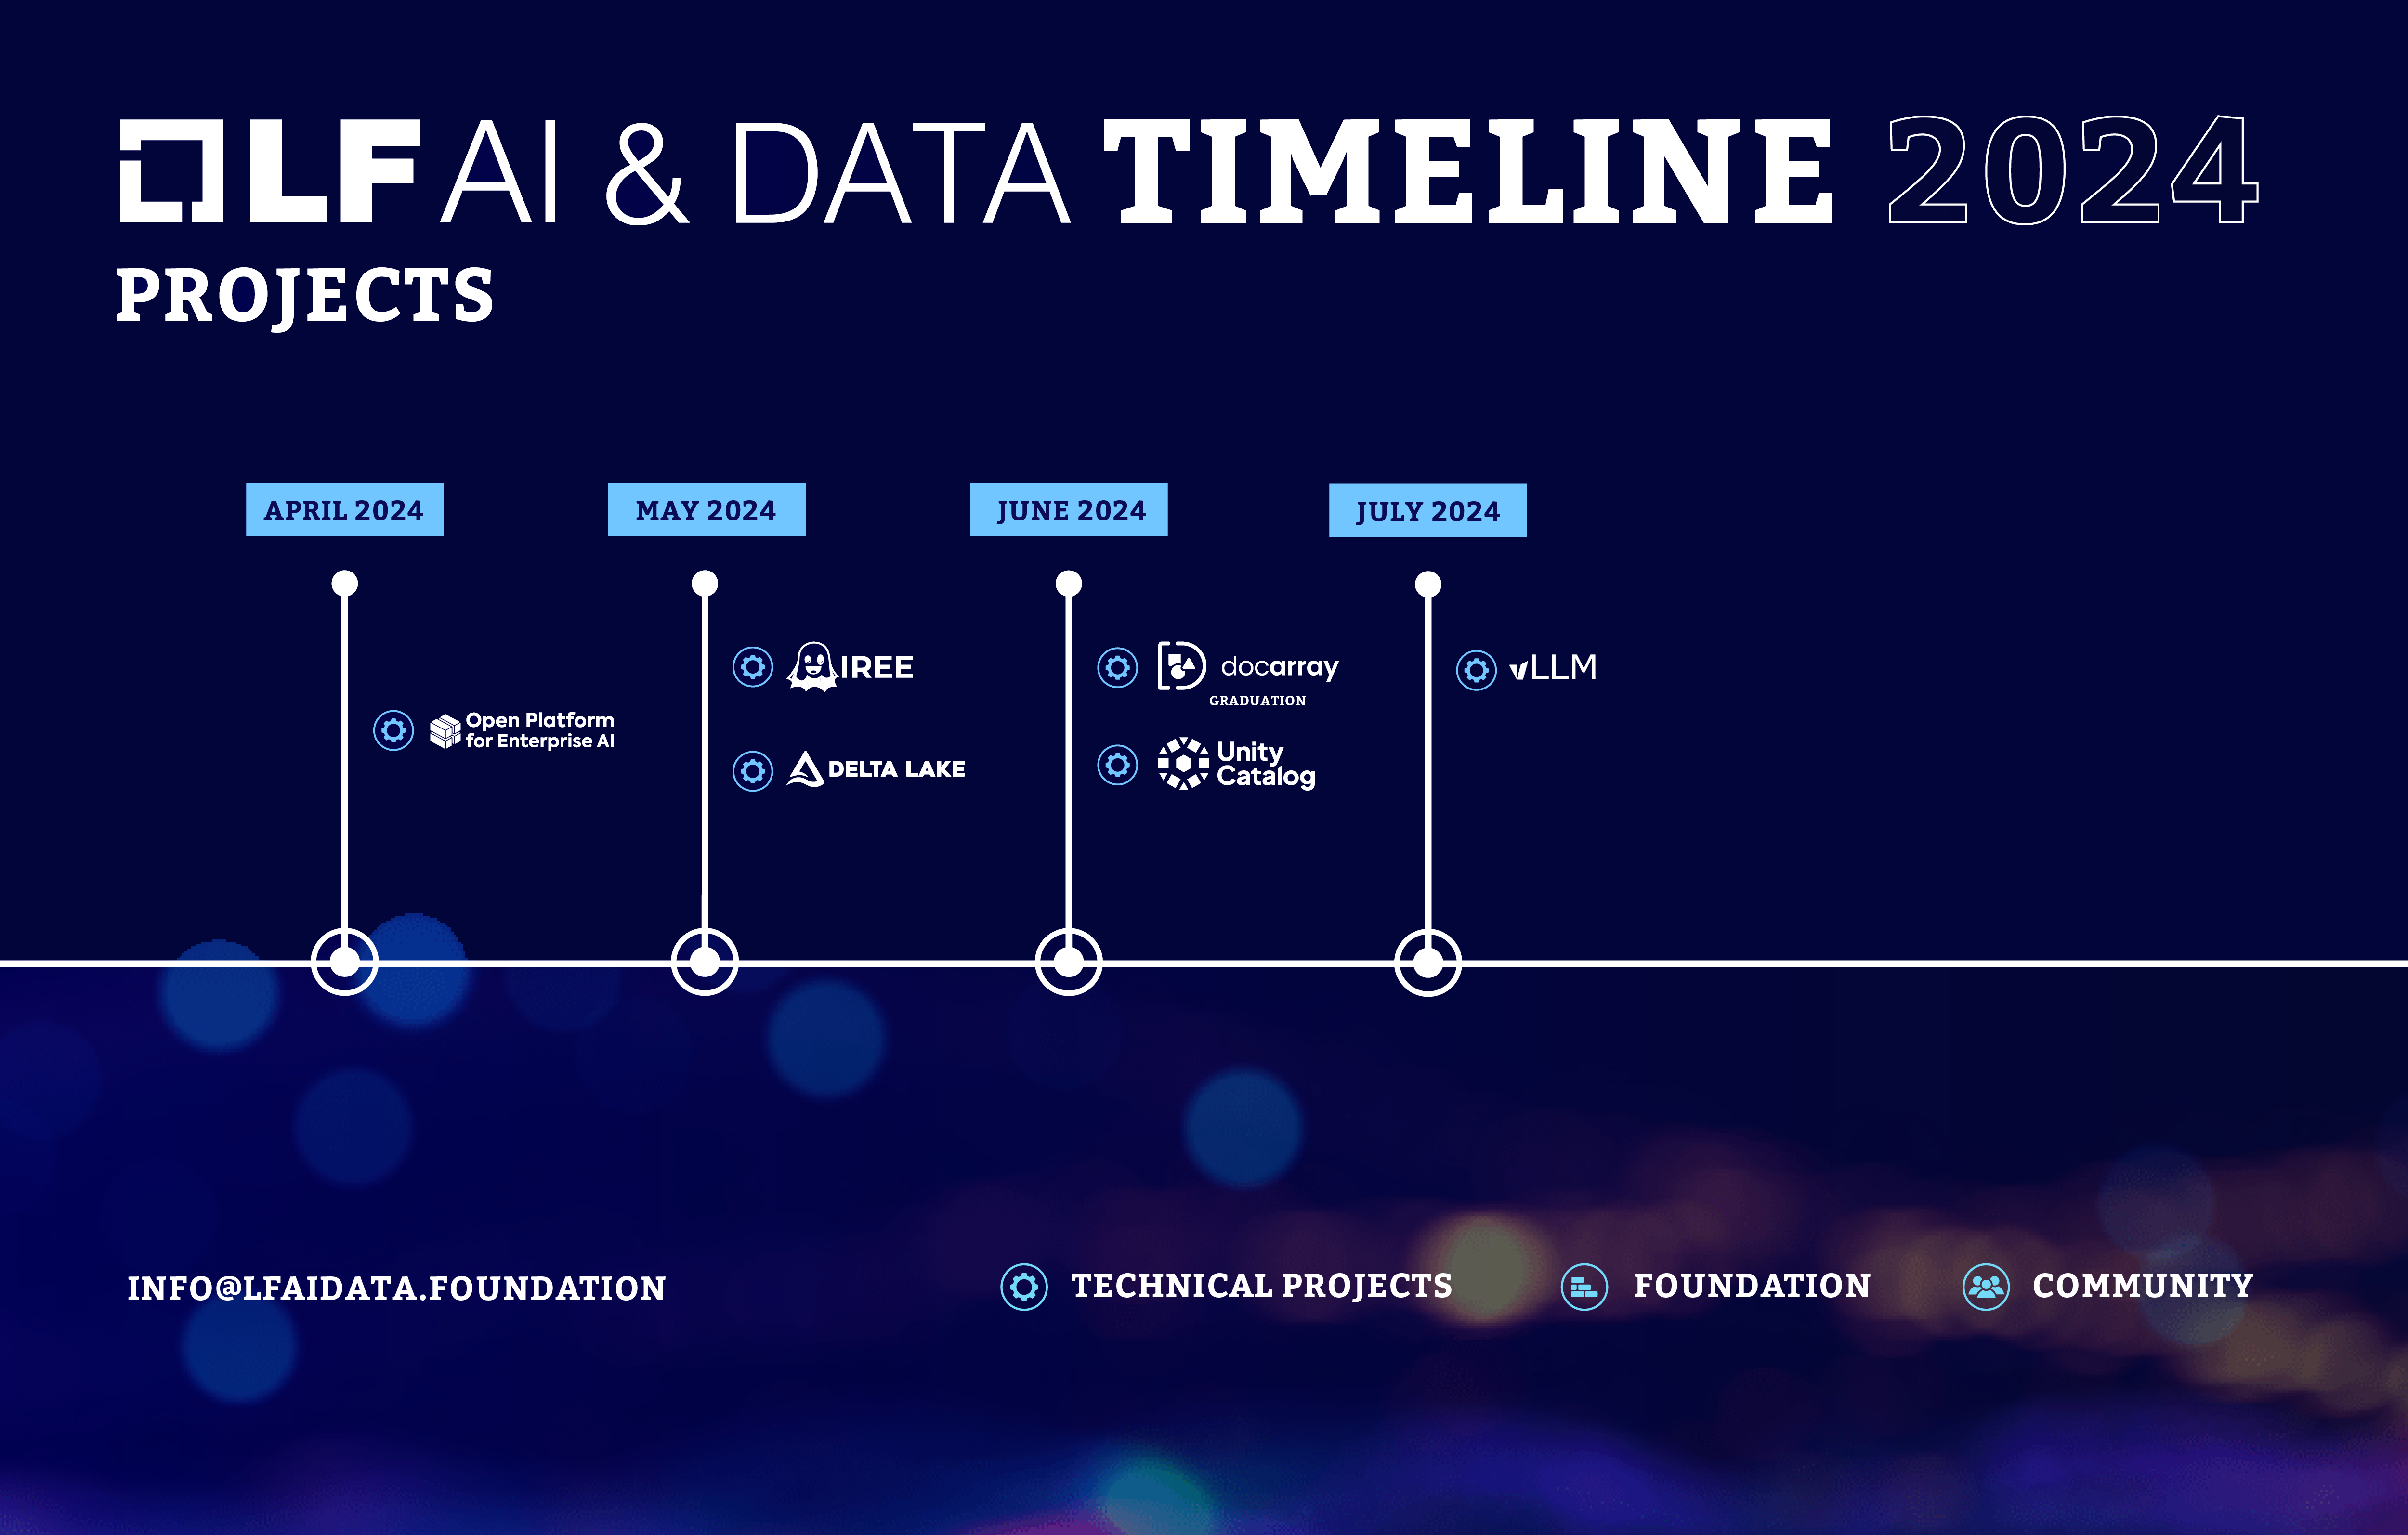 LF AI & DATA TIMELINE 2024
PROJECTS
APRIL 2024
Open Platform
for Enterprise AI
MAY 2024
IREE
DELTA LAKE
JUNE 2024
docarray
GRADUATION
Unity
Catalog
JULY 2024
vLLM
INFO@LFAIDATA.FOUNDATION
TECHNICAL PROJECTS
FOUNDATION
COMMUNITY